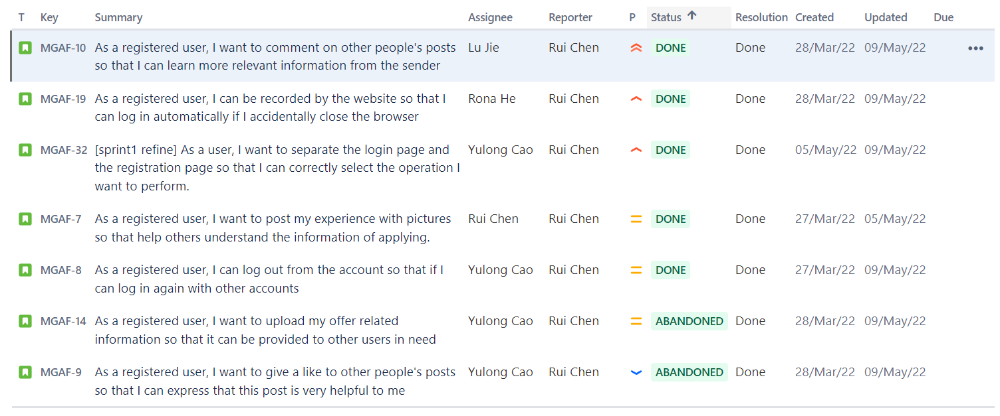 T Key Summary Assignee Reporter P Status Resolution Created Updated Due
MGAF-10 As a registered user, I want to comment on other people's posts Lu Jie Rui Chen DONE Done 28/Mar/22 09/May/22
so that I can learn more relevant information from the sender
MGAF-19 As a registered user, I can be recorded by the website so that I Rona He Rui Chen DONE Done 28/Mar/22 09/May/22
can log in automatically if I accidentally close the browser
MGAF-32 [sprint1 refine] As a user, I want to separate the login page and Yulong Cao Rui Chen DONE Done 05/May/22 09/May/22
the registration page so that I can correctly select the operation I
want to perform.
MGAF-7 As a registered user, I want to post my experience with pictures Rui Chen Rui Chen DONE Done 27/Mar/22 05/May/22
so that help others understand the information of applying.
MGAF-8 As a registered user, I can log out from the account so that if I Yulong Cao Rui Chen DONE Done 27/Mar/22 09/May/22
can log in again with other accounts
MGAF-14 As a registered user, I want to upload my offer related Yulong Cao Rui Chen ABANDONED Done 28/Mar/22 09/May/22
information so that it can be provided to other users in need
MGAF-9 As a registered user, I want to give a like to other people's posts Yulong Cao Rui Chen ABANDONED Done 28/Mar/22 09/May/22
so that I can express that this post is very helpful to me